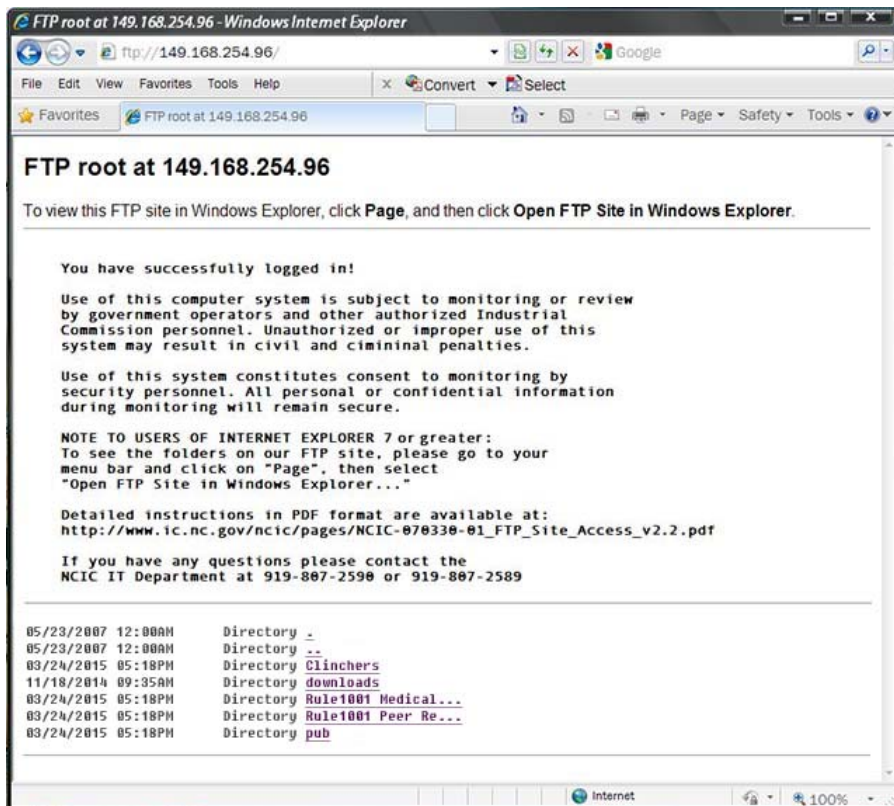 FTP root at 149.168.254.96 - Windows Internet Explorer
ftp://149.168.254.96/
Google
File Edit View Favorites Tools Help
Convert
Select
Favorites
FTP root at 149.168.254.96
Page Safety Tools
FTP root at 149.168.254.96
To view this FTP site in Windows Explorer, click Page, and then click Open FTP Site in Windows Explorer.
You have successfully logged in!
Use of this computer system is subject to monitoring or review
by government operators and other authorized Industrial
Commission personnel. Unauthorized or improper use of this
system may result in civil and cimininal penalties.
Use of this system constitutes consent to monitoring by
security personnel. All personal or confidential information
during monitoring will remain secure.
NOTE TO USERS OF INTERNET EXPLORER 7 or greater:
To see the folders on our FTP site, please go to your
menu bar and click on "Page", then select
"Open FTP Site in Windows Explorer..."
Detailed instructions in PDF format are available at:
http://www.ic.nc.gov/ncic/pages/NCIC-070330-01_FTP_Site_Access_v2.2.pdf
If you have any questions please contact the
NCIC IT Department at 919-807-2590 or 919-807-2589
05/23/2007 12:00AM Directory .
05/23/2007 12:00AM Directory ..
03/24/2015 05:18PM Directory Clinchers
11/18/2014 09:35AM Directory downloads
03/24/2015 05:18PM Directory Rule1001 Medical...
03/24/2015 05:18PM Directory Rule1001 Peer Re...
03/24/2015 05:18PM Directory pub
Internet
100%